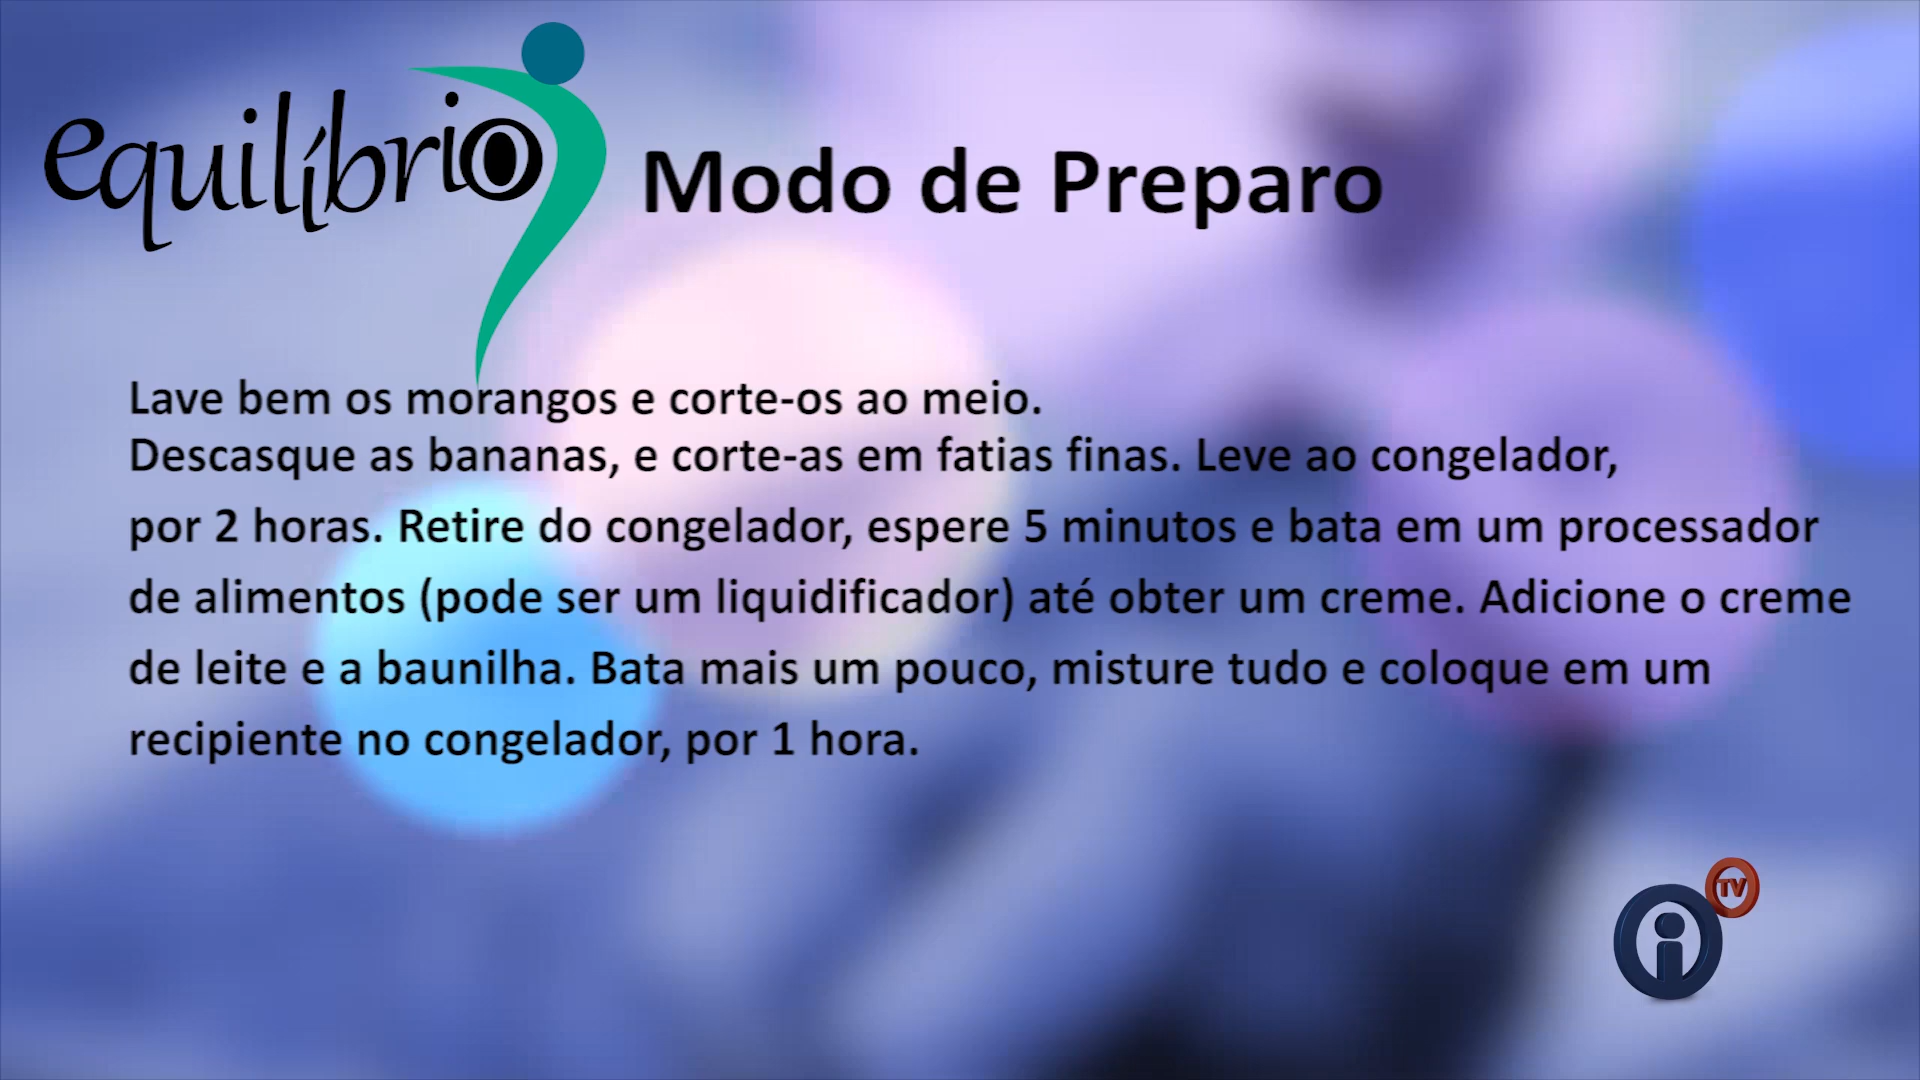 equilíbrio
Modo de Preparo
Lave bem os morangos e corte-os ao meio.
Descasque as bananas, e corte-as em fatias finas. Leve ao congelador,
por 2 horas. Retire do congelador, espere 5 minutos e bata em um processador
de alimentos (pode ser um liquidificador) até obter um creme. Adicione o creme
de leite e a baunilha. Bata mais um pouco, misture tudo e coloque em um
recipiente no congelador, por 1 hora.
TV
i